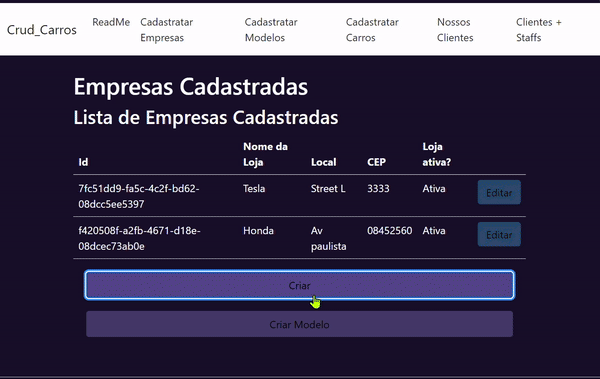 Crud_Carros
ReadMe
Cadastratar
Empresas
Cadastratar
Modelos
Cadastratar
Carros
Nossos
Clientes
Clientes +
Staffs
Empresas Cadastradas
Lista de Empresas Cadastradas
Id
Nome da
Loja
Local
CEP
Loja
ativa?
7fc51dd9-fa5c-4c2f-bd62-
08dcc5ee5397
Tesla
Street L
3333
Ativa
Editar
f420508f-a2fb-4671-d18e-
08dcec73ab0e
Honda
Av
paulista
08452560
Ativa
Editar
Criar
Criar Modelo